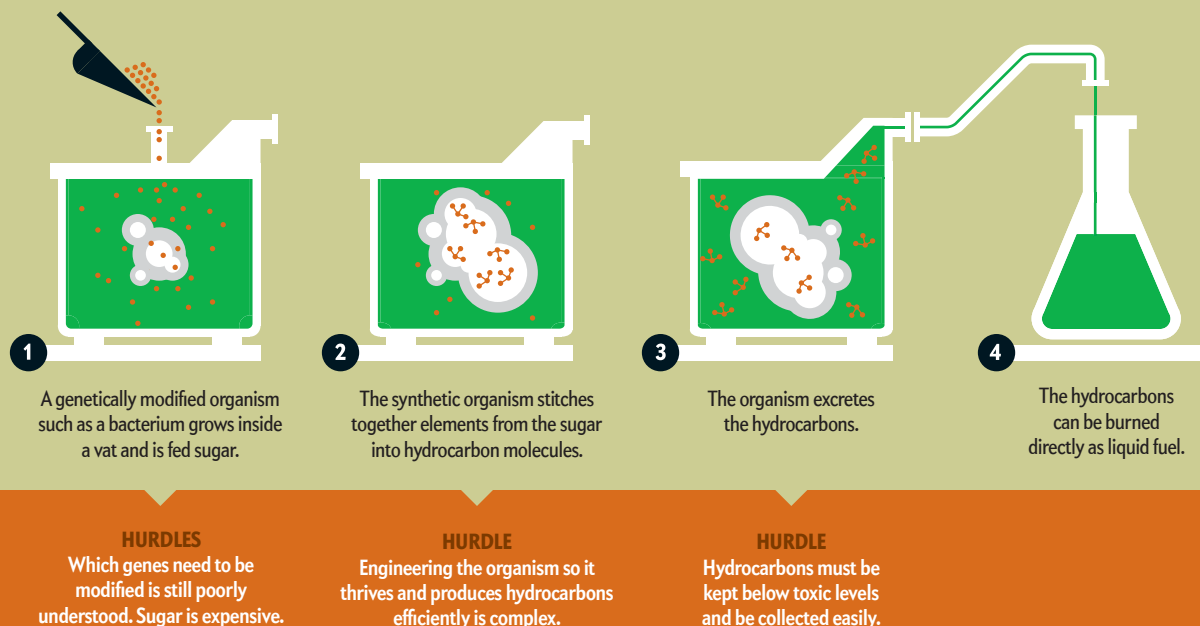 1
A genetically modified organism
such as a bacterium grows inside
a vat and is fed sugar.
2
The synthetic organism stitches
together elements from the sugar
into hydrocarbon molecules.
3
The organism excretes
the hydrocarbons.
4
The hydrocarbons
can be burned
directly as liquid fuel.
HURDLES
Which genes need to be
modified is still poorly
understood. Sugar is expensive.
HURDLE
Engineering the organism so it
thrives and produces hydrocarbons
efficiently is complex.
HURDLE
Hydrocarbons must be
kept below toxic levels
and be collected easily.